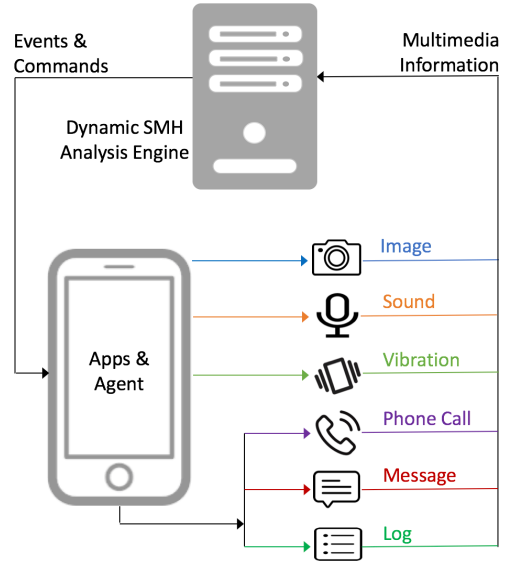 Events &
Commands
Multimedia
Information
Dynamic SMH
Analysis Engine
Apps &
Agent
Image
Sound
Vibration
Phone Call
Message
Log